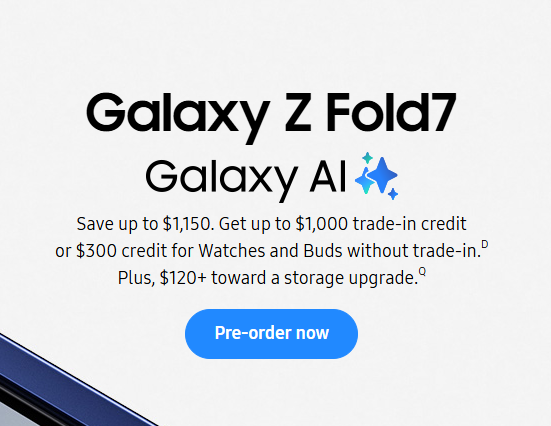 Galaxy Z Fold7
Galaxy AI
Save up to $1,150. Get up to $1,000 trade-in credit
or $300 credit for Watches and Buds without trade-in.D
Plus, $120+ toward a storage upgrade.Q
Pre-order now